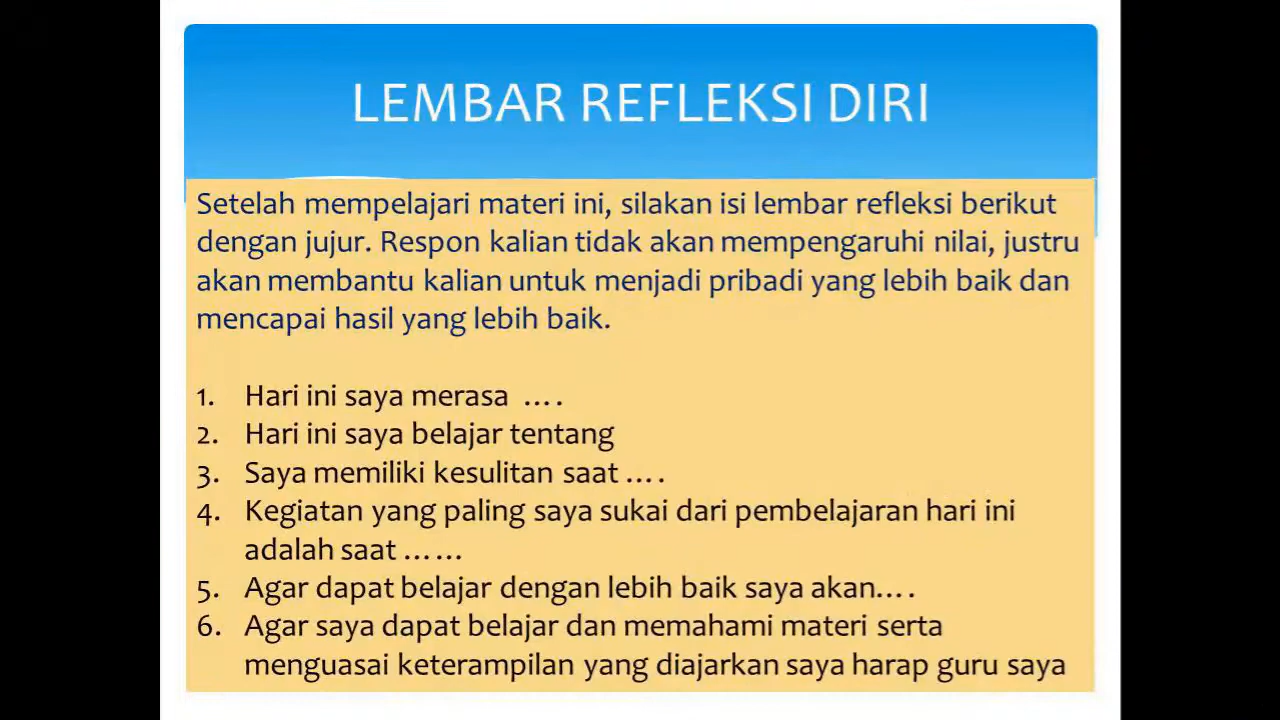 LEMBAR REFLEKSI DIRI
Setelah mempelajari materi ini, silakan isi lembar refleksi berikut
dengan jujur. Respon kalian tidak akan mempengaruhi nilai, justru
akan membantu kalian untuk menjadi pribadi yang lebih baik dan
mencapai hasil yang lebih baik.
1. Hari ini saya merasa ….
2. Hari ini saya belajar tentang
3. Saya memiliki kesulitan saat ….
4. Kegiatan yang paling saya sukai dari pembelajaran hari ini
adalah saat ……
5. Agar dapat belajar dengan lebih baik saya akan….
6. Agar saya dapat belajar dan memahami materi serta
menguasai keterampilan yang diajarkan saya harap guru saya